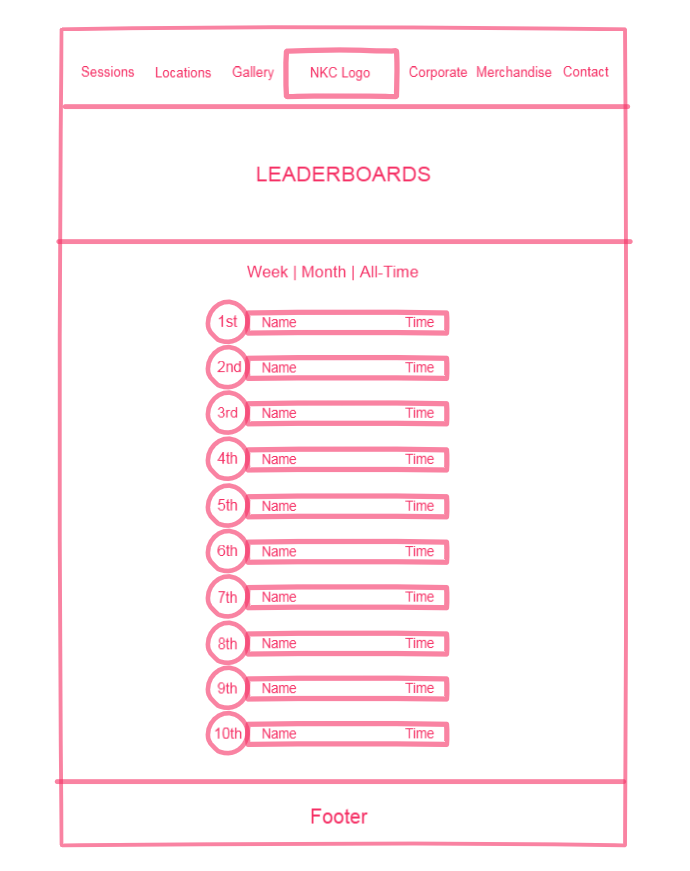 Sessions Locations Gallery NKC Logo Corporate Merchandise Contact
LEADERBOARDS
Week | Month | All-Time
1st Name Time
2nd Name Time
3rd Name Time
4th Name Time
5th Name Time
6th Name Time
7th Name Time
8th Name Time
9th Name Time
10th Name Time
Footer